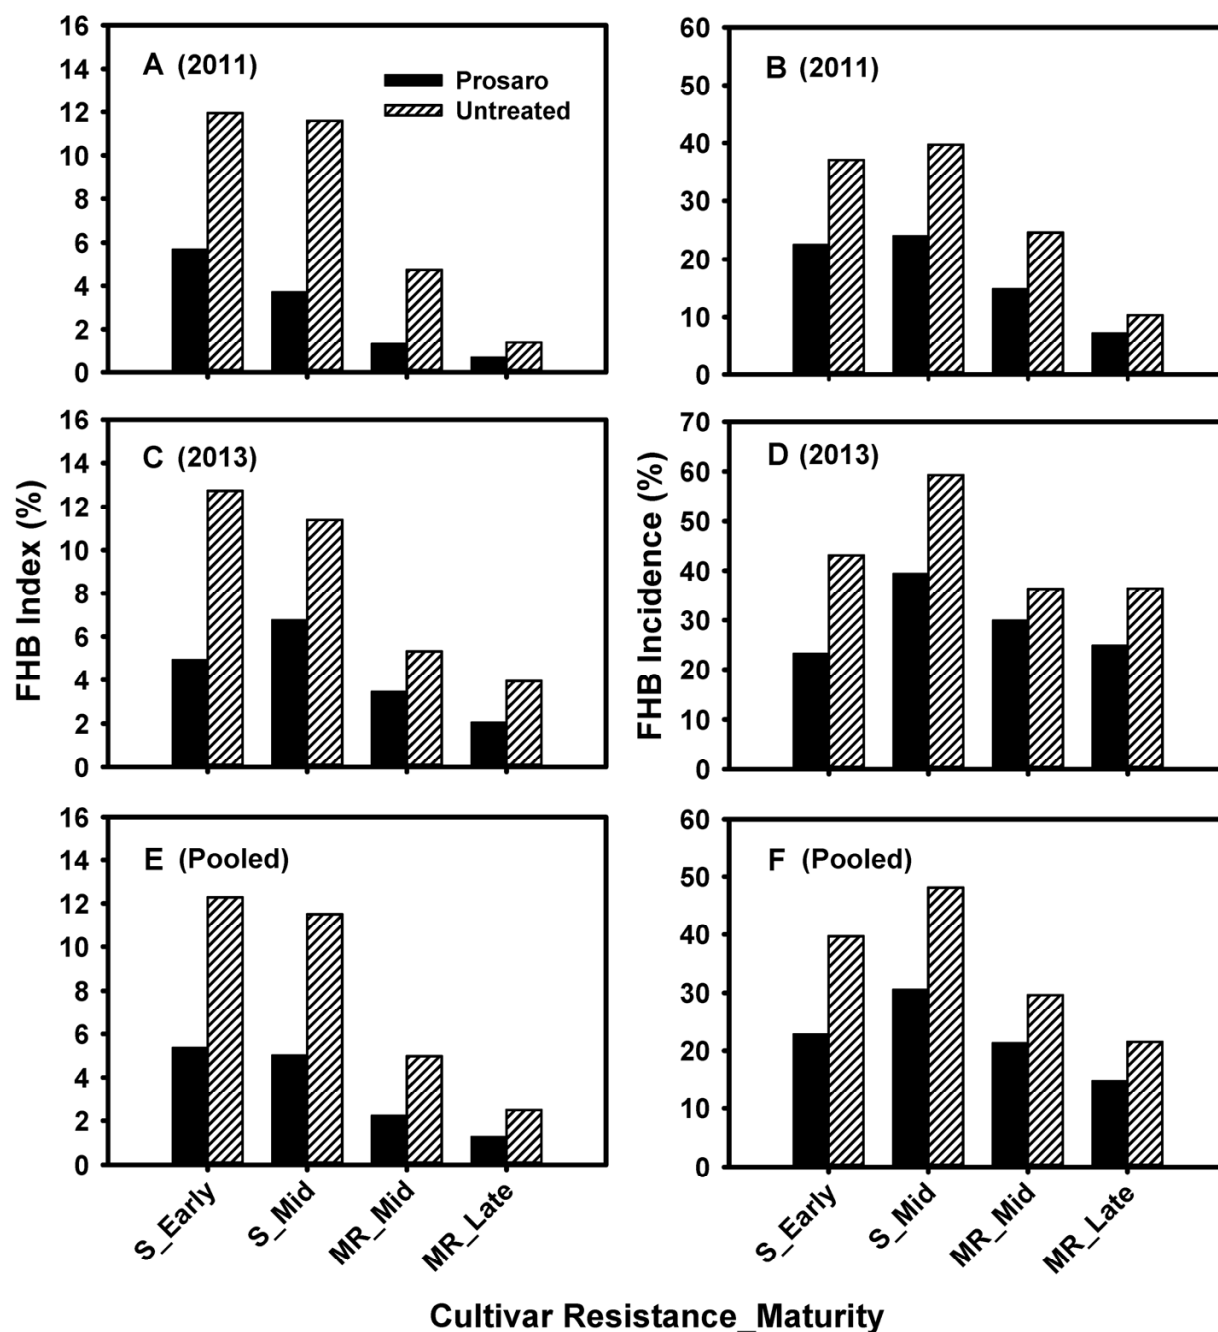 A (2011)
Prosaro
Untreated
16
14
12
10
8
6
4
2
0
B (2011)
60
50
40
30
20
10
0
C (2013)
16
14
12
10
8
6
4
2
0
FHB Index (%)
D (2013)
70
60
50
40
30
20
10
0
FHB Incidence (%)
E (Pooled)
16
14
12
10
8
6
4
2
0
S_Early
S_Mid
MR_Mid
MR_Late
F (Pooled)
60
50
40
30
20
10
0
S_Early
S_Mid
MR_Mid
MR_Late
Cultivar Resistance_Maturity